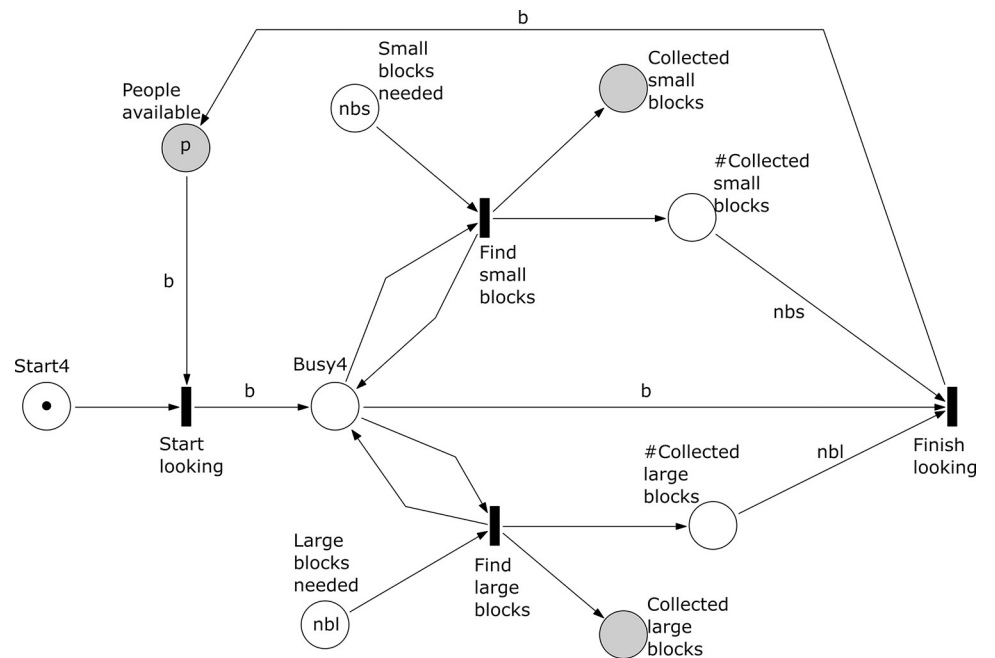 b
Small
blocks
needed
nbs
Collected
small
blocks
People
available
p
#Collected
small
blocks
Find
small
blocks
b
nbs
Start4
Busy4
b
b
Start
looking
Finish
looking
#Collected
large
blocks
nbl
Large
blocks
needed
nbl
Find
large
blocks
Collected
large
blocks